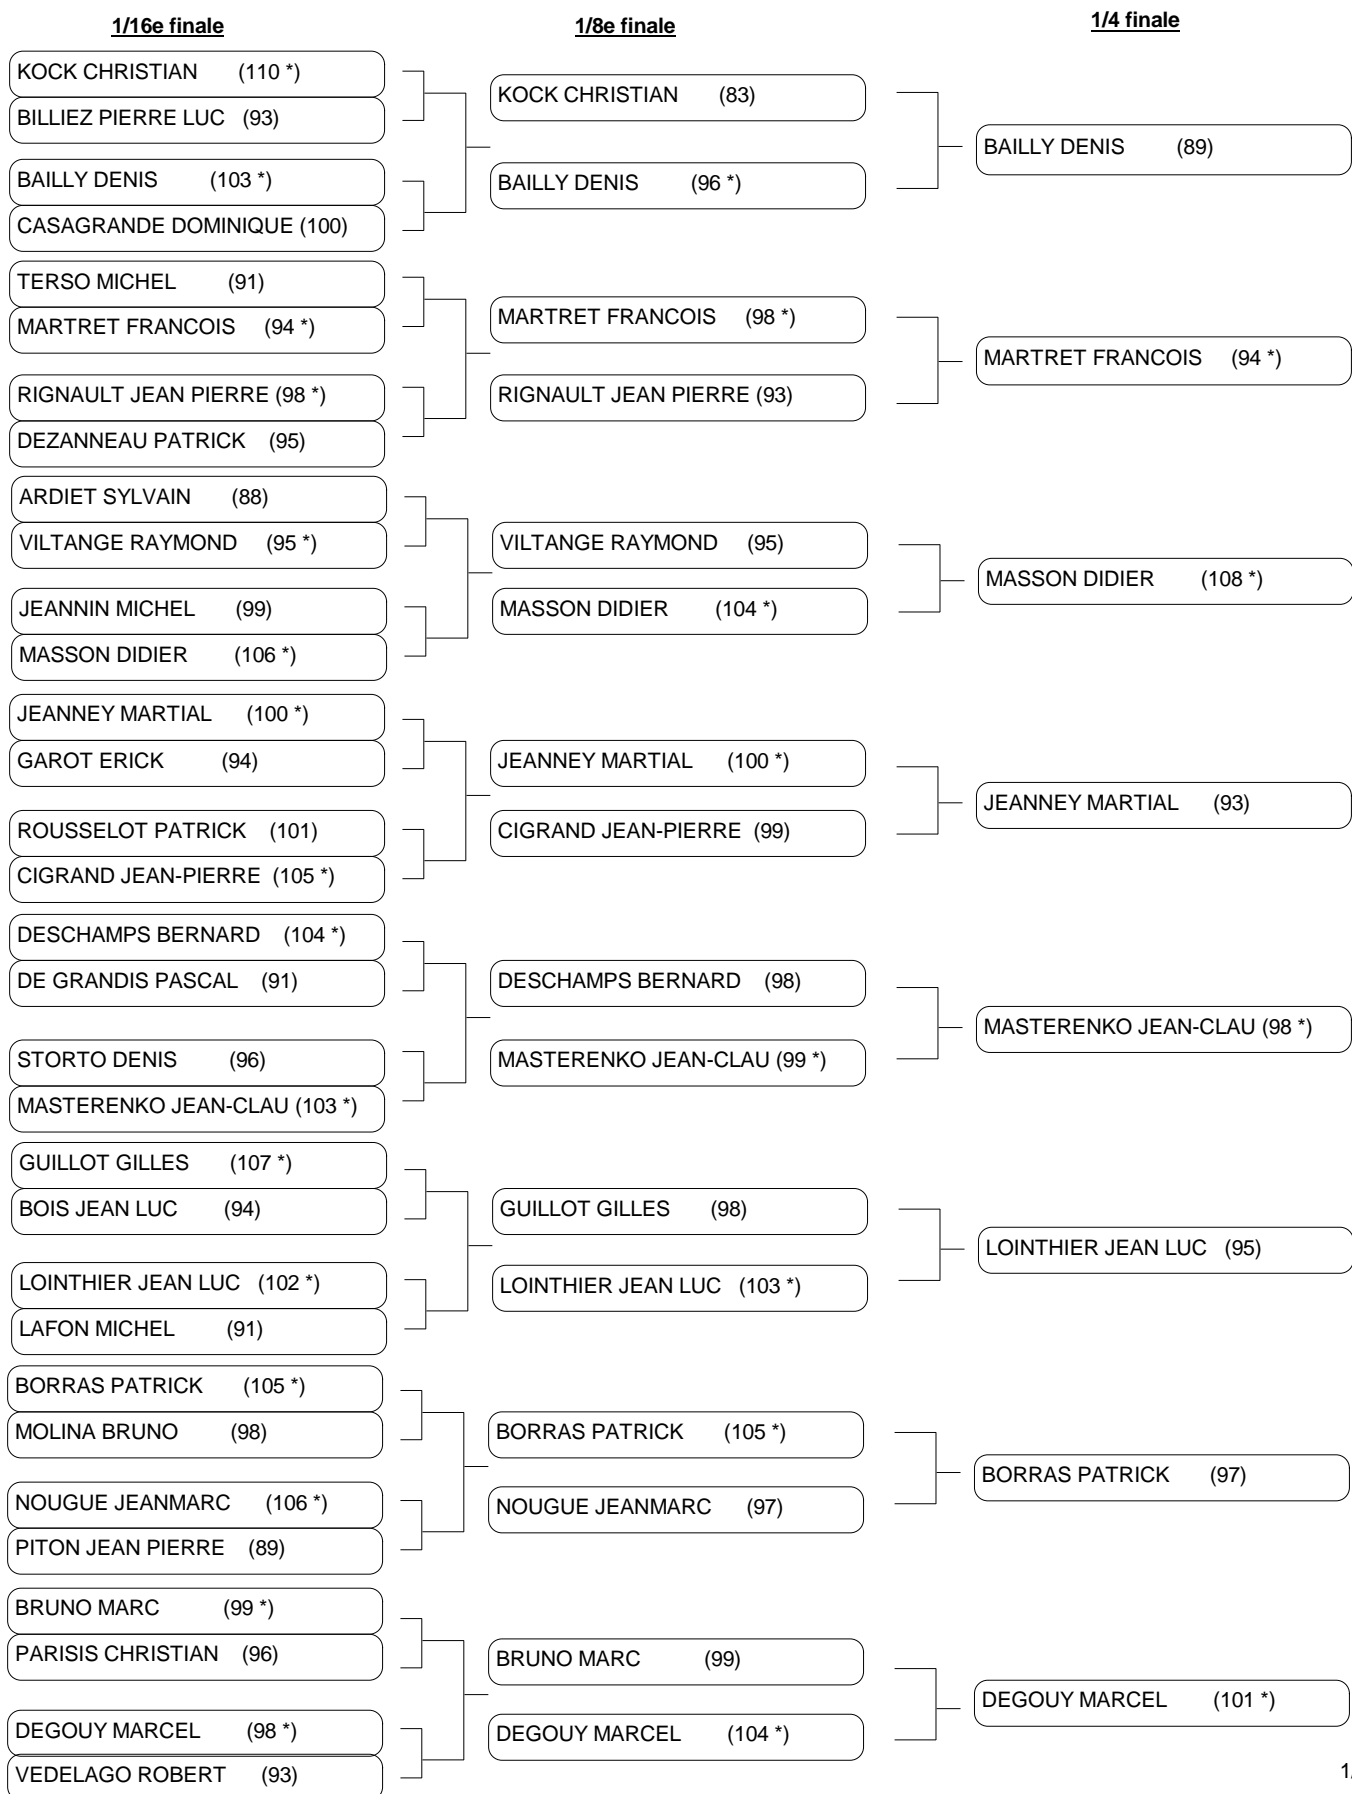 1/16e finale
KOCK CHRISTIAN (110 *)
BILLIEZ PIERRE LUC (93)
BAILLY DENIS (103 *)
CASAGRANDE DOMINIQUE (100)
TERSO MICHEL (91)
MARTRET FRANCOIS (94 *)
RIGNAULT JEAN PIERRE (98 *)
DEZANNEAU PATRICK (95)
ARDIET SYLVAIN (88)
VILTANGE RAYMOND (95 *)
JEANNIN MICHEL (99)
MASSON DIDIER (106 *)
JEANNEY MARTIAL (100 *)
GAROT ERICK (94)
ROUSSELOT PATRICK (101)
CIGRAND JEAN-PIERRE (105 *)
DESCHAMPS BERNARD (104 *)
DE GRANDIS PASCAL (91)
STORTO DENIS (96)
MASTERENKO JEAN-CLAU (103 *)
GUILLOT GILLES (107 *)
BOIS JEAN LUC (94)
LOINTHIER JEAN LUC (102 *)
LAFON MICHEL (91)
BORRAS PATRICK (105 *)
MOLINA BRUNO (98)
NOUGUE JEANMARC (106 *)
PITON JEAN PIERRE (89)
BRUNO MARC (99 *)
PARISIS CHRISTIAN (96)
DEGOUY MARCEL (98 *)
VEDELAGO ROBERT (93)
1/8e finale
KOCK CHRISTIAN (83)
BAILLY DENIS (96 *)
MARTRET FRANCOIS (98 *)
RIGNAULT JEAN PIERRE (93)
VILTANGE RAYMOND (95)
MASSON DIDIER (104 *)
JEANNEY MARTIAL (100 *)
CIGRAND JEAN-PIERRE (99)
DESCHAMPS BERNARD (98)
MASTERENKO JEAN-CLAU (99 *)
GUILLOT GILLES (98)
LOINTHIER JEAN LUC (103 *)
BORRAS PATRICK (105 *)
NOUGUE JEANMARC (97)
BRUNO MARC (99)
DEGOUY MARCEL (104 *)
1/4 finale
BAILLY DENIS (89)
MARTRET FRANCOIS (94 *)
MASSON DIDIER (108 *)
JEANNEY MARTIAL (93)
MASTERENKO JEAN-CLAU (98 *)
LOINTHIER JEAN LUC (95)
BORRAS PATRICK (97)
DEGOUY MARCEL (101 *)
1/